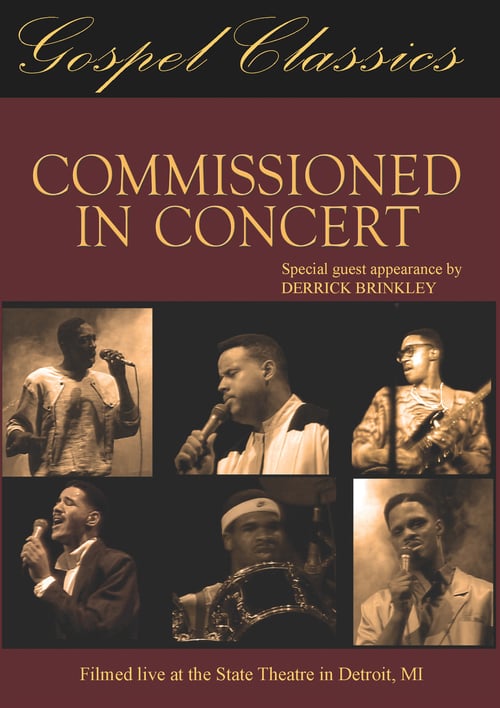 Gospel Classics
COMMISSIONED
IN CONCERT
Special guest appearance by
DERRICK BRINKLEY
Filmed live at the State Theatre in Detroit, MI